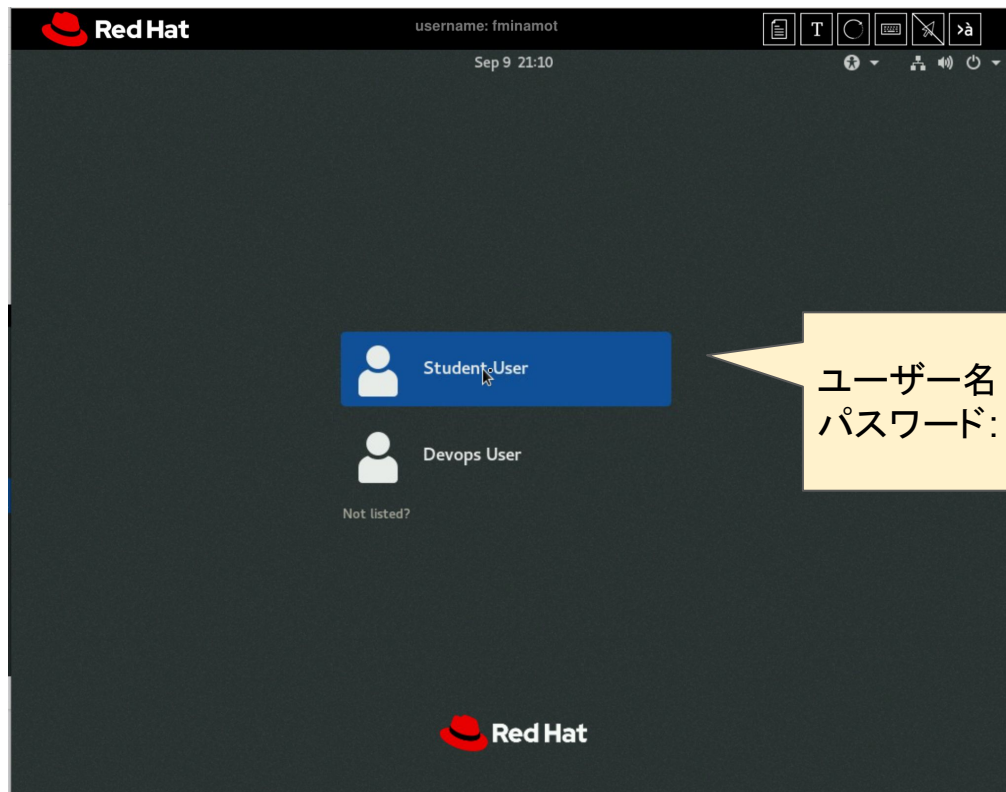 Red Hat
username: fminamot
T
>à
Sep 9 21:10
Student User
ユーザー名
パスワード:
Devops User
Not listed?
Red Hat